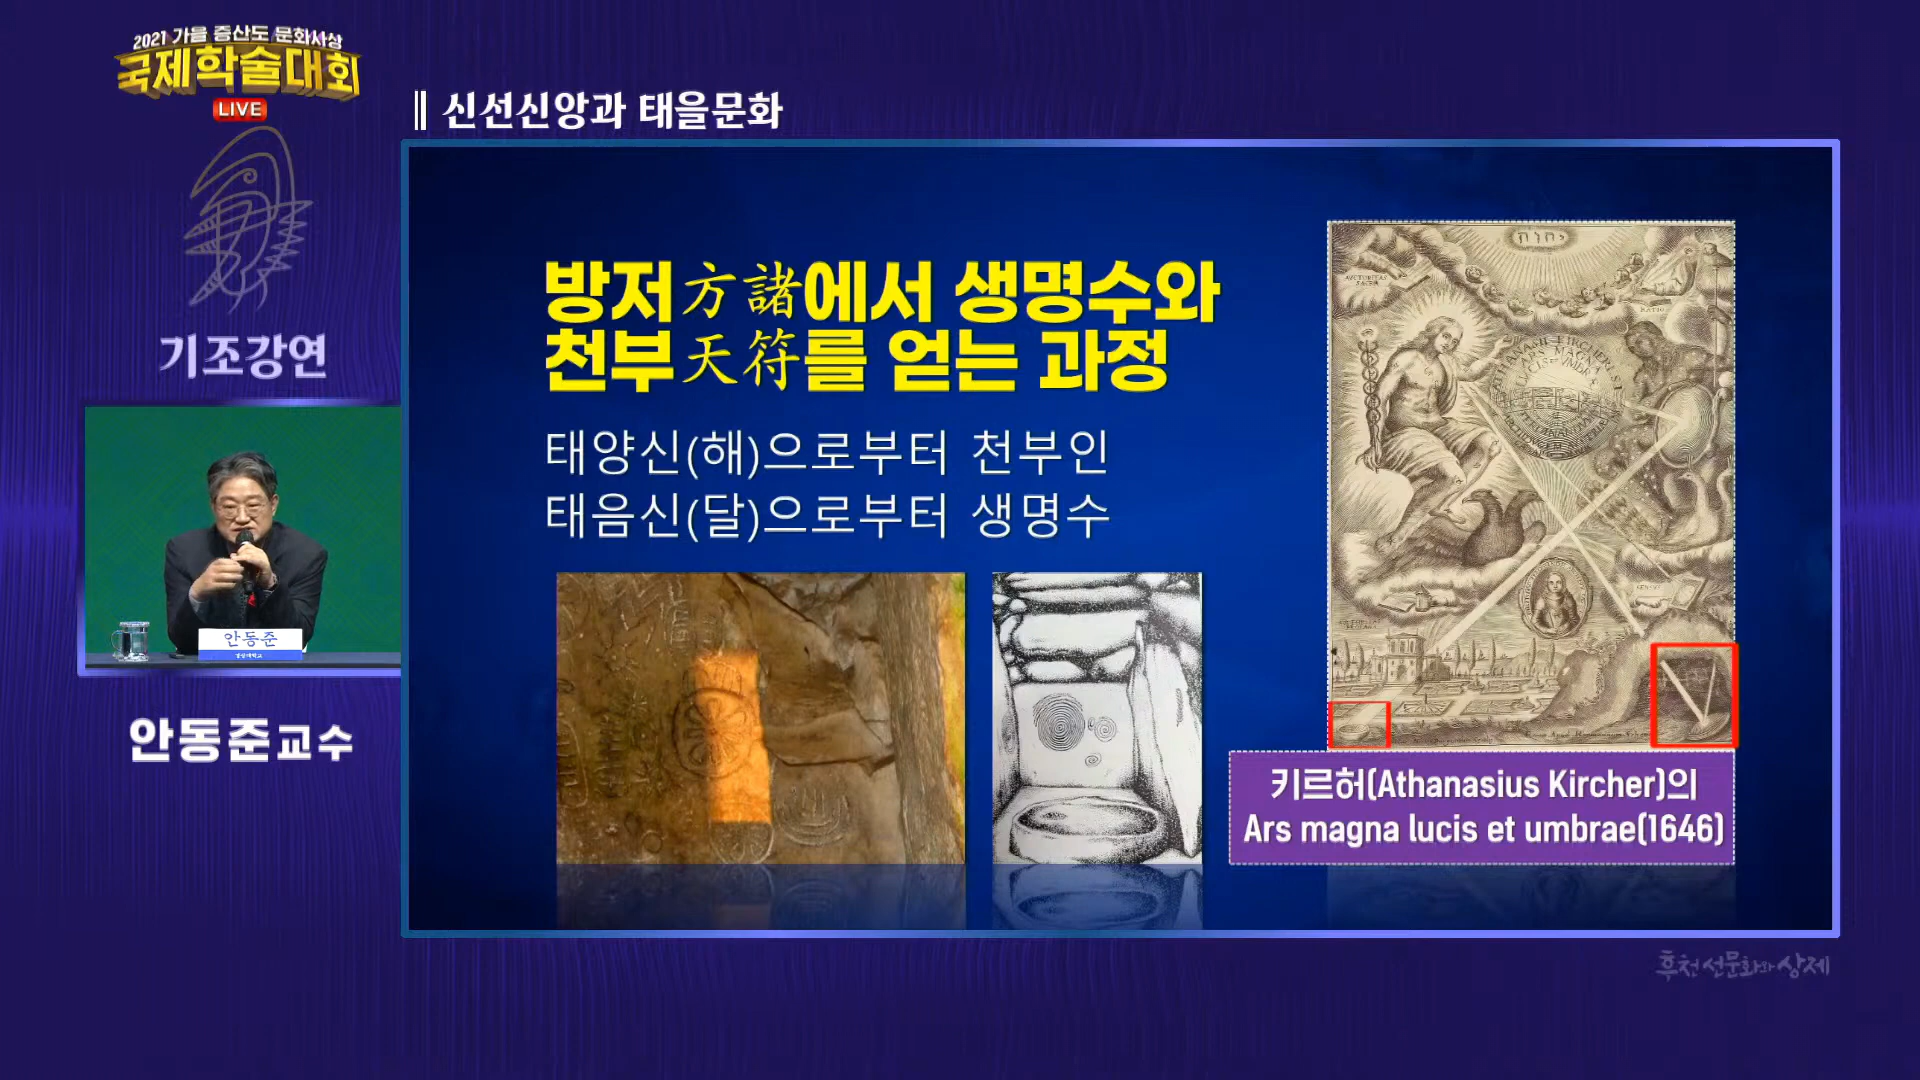 2021 가을 증산도 문화사상
국제학술대회
LIVE
기조강연
안동준
안동준교수
신선신앙과 태을문화
방저方諸에서 생명수와
천부天符를 얻는 과정
태양신(해)으로부터 천부인
태음신(달)으로부터 생명수
יהוה
RATIO
키르허(Athanasius Kircher)의
Ars magna lucis et umbrae(1646)
후천 선문화와 상제